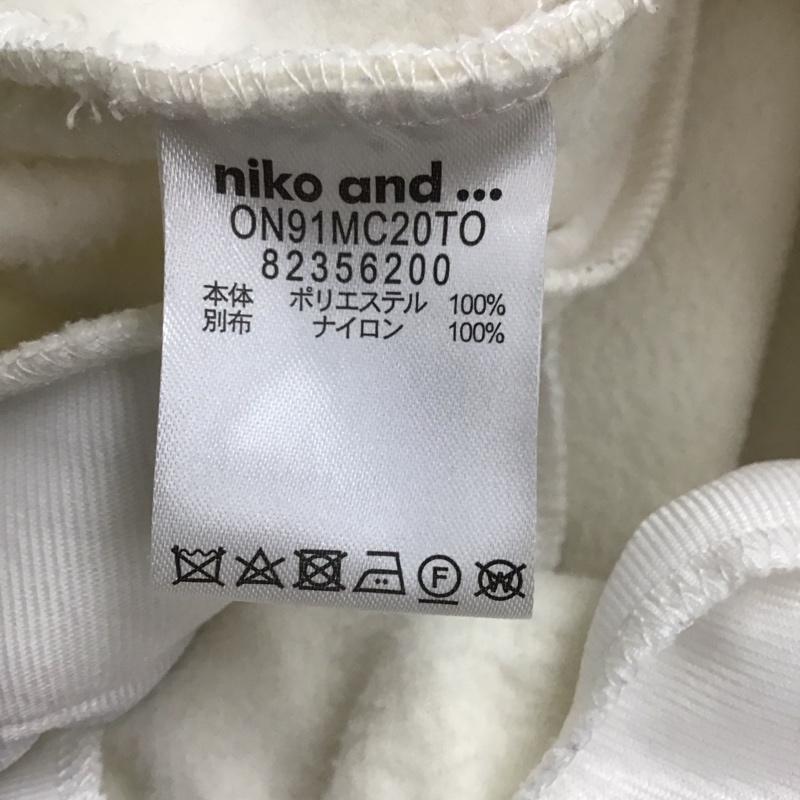 niko and ...
ON91MC20TO
82356200
本体 ポリエステル 100%
別布 ナイロン 100%
F
W